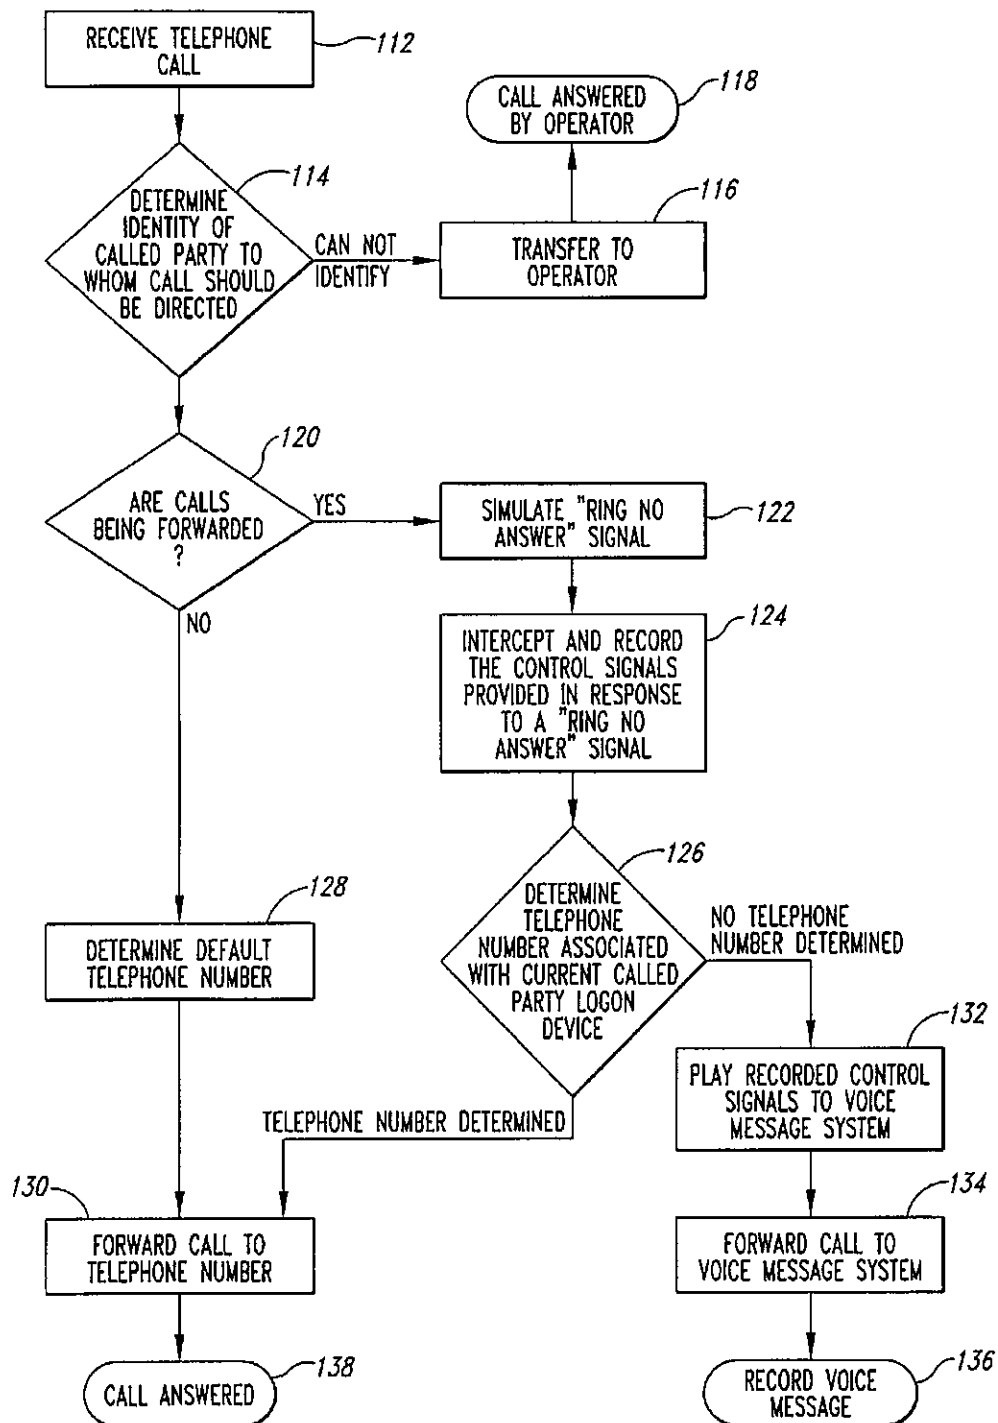 RECEIVE TELEPHONE
CALL
112
CALL ANSWERED
BY OPERATOR
118
DETERMINE
IDENTITY OF
CALLED PARTY TO
WHOM CALL SHOULD
BE DIRECTED
114
CAN NOT
IDENTIFY
TRANSFER TO
OPERATOR
116
ARE CALLS
BEING FORWARDED
?
120
YES
NO
SIMULATE "RING NO
ANSWER" SIGNAL
122
INTERCEPT AND RECORD
THE CONTROL SIGNALS
PROVIDED IN RESPONSE
TO A "RING NO
ANSWER" SIGNAL
124
DETERMINE
TELEPHONE
NUMBER ASSOCIATED
WITH CURRENT CALLED
PARTY LOGON
DEVICE
126
NO TELEPHONE
NUMBER DETERMINED
DETERMINE DEFAULT
TELEPHONE NUMBER
128
TELEPHONE NUMBER DETERMINED
PLAY RECORDED CONTROL
SIGNALS TO VOICE
MESSAGE SYSTEM
132
FORWARD CALL TO
TELEPHONE NUMBER
130
FORWARD CALL TO
VOICE MESSAGE SYSTEM
134
CALL ANSWERED
138
RECORD VOICE
MESSAGE
136